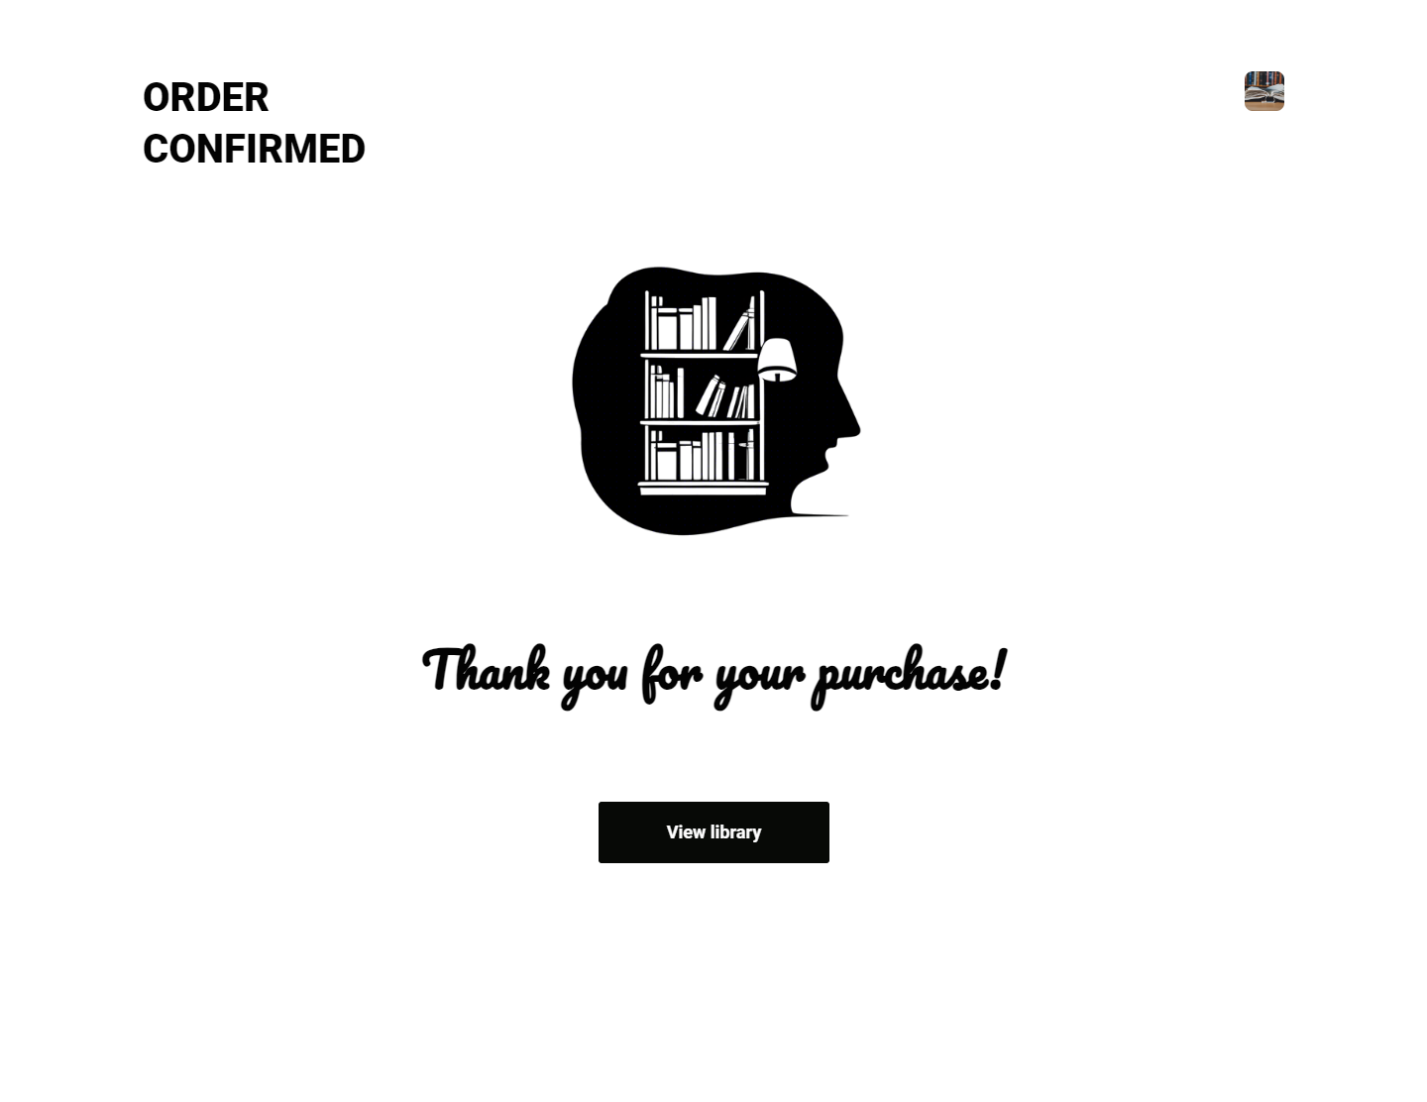 ORDER
CONFIRMED
Thank you for your purchase!
View library